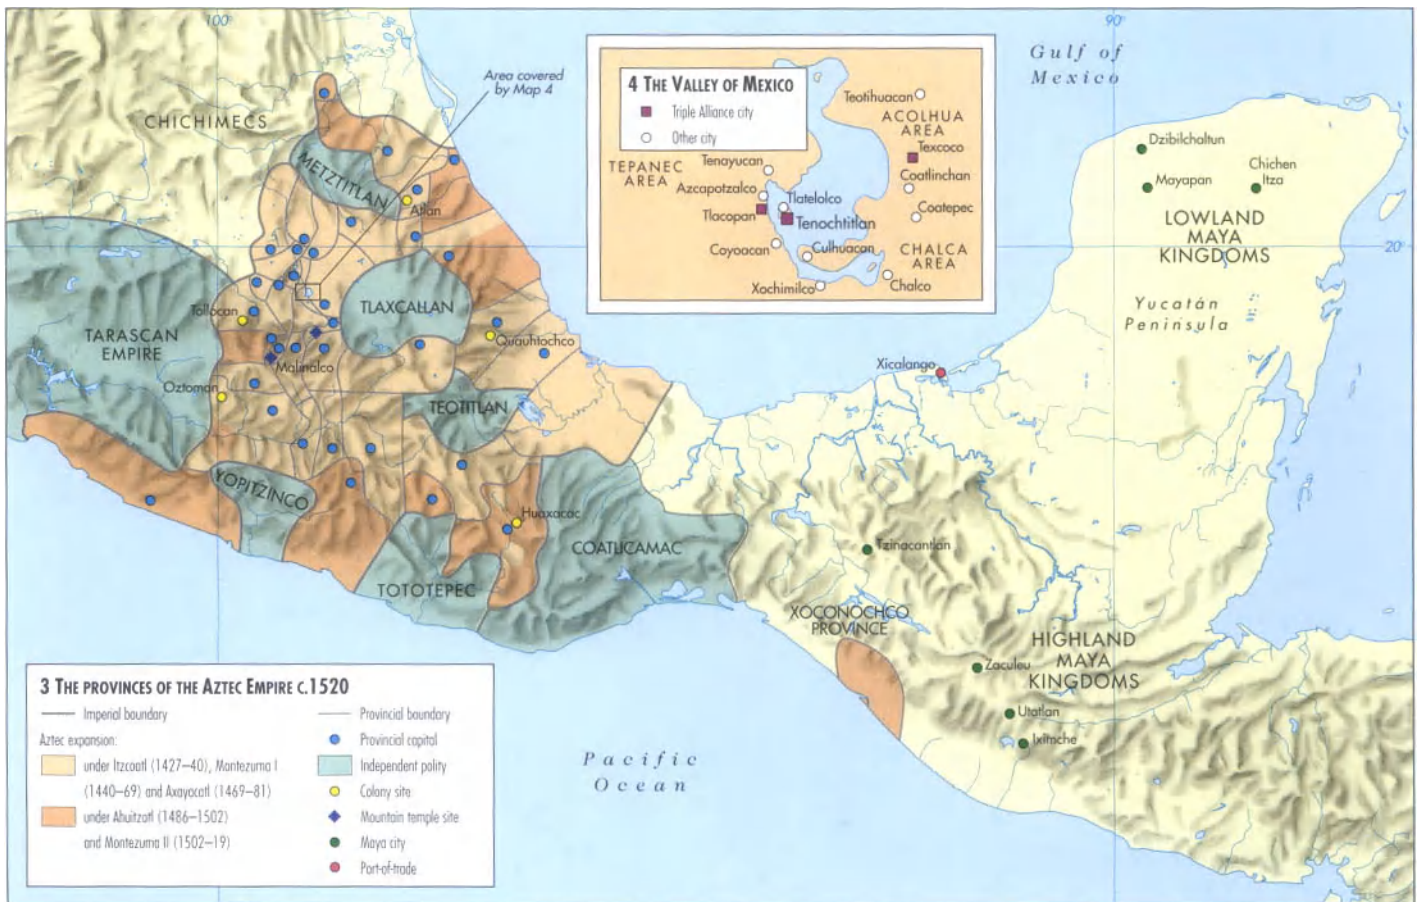 100°
90°
Gulf of
Mexico
Area covered
by Map 4
CHICHIMECS
METZTITLAN
Atlan
TARASCAN
EMPIRE
Tollocan
TLAXCALLAN
Quauhtochco
Malinalco
Oztoman
TEOTITLAN
YOPITZINCO
Huaxacac
COATLICAMAC
TOTOTEPEC
4 THE VALLEY OF MEXICO
Triple Alliance city
Other city
Teotihuacan
ACOLHUA
AREA
Texcoco
TEPANEC
AREA
Tenayucan
Coatlinchan
Azcapotzalco
Tlatelolco
Tlacopan
Tenochtitlan
Coatepec
Coyoacan
Culhuacan
CHALCA
AREA
Xochimilco
Chalco
Dzibilchaltun
Mayapan
Chichen
Itza
LOWLAND
MAYA
KINGDOMS
20°
Yucatán
Peninsula
Xicalango
Tzinacantlan
XOCONOCHCO
PROVINCE
HIGHLAND
MAYA
KINGDOMS
Zaculeu
Utatlan
Iximche
Pacific
Ocean
3 THE PROVINCES OF THE AZTEC EMPIRE C.1520
Imperial boundary
Aztec expansion:
under Itzcoatl (1427–40), Montezuma I
(1440–69) and Axayacatl (1469–81)
under Ahuitzotl (1486–1502)
and Montezuma II (1502–19)
Provincial boundary
Provincial capital
Independent polity
Colony site
Mountain temple site
Maya city
Port-of-trade